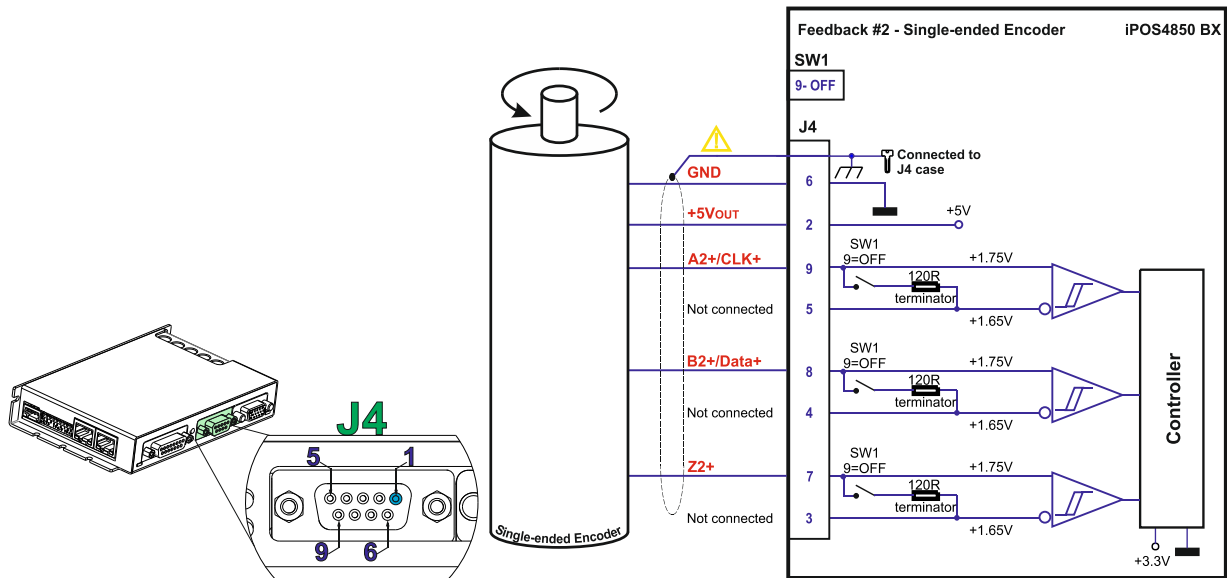 Feedback #2 - Single-ended Encoder iPOS4850 BX
SW1
9- OFF
J4
Connected to
J4 case
GND
6
+5VOUT
2
+5V
A2+/CLK+
9
SW1
9=OFF
+1.75V
120R
terminator
Not connected
5
+1.65V
B2+/Data+
8
SW1
9=OFF
+1.75V
120R
terminator
Not connected
4
+1.65V
Z2+
7
SW1
9=OFF
+1.75V
120R
terminator
Not connected
3
+1.65V
Controller
+3.3V
Single-ended Encoder
J4
5 1
9 6